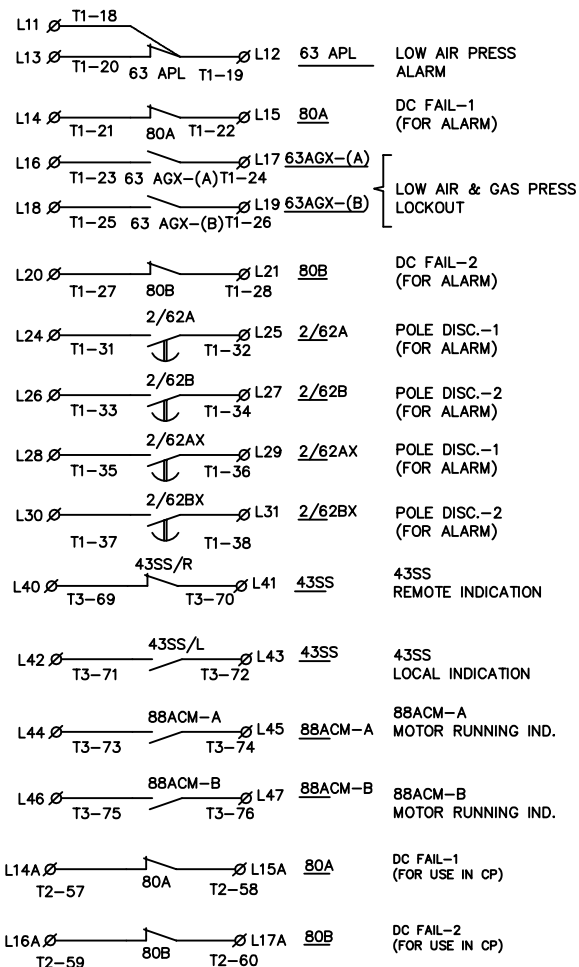 L11 T1-18
L13 T1-20 63 APL T1-19 L12 63 APL LOW AIR PRESS
ALARM
L14 T1-21 80A T1-22 L15 80A DC FAIL-1
(FOR ALARM)
L16 T1-23 63 AGX-(A) T1-24 L17 63AGX-(A)
L18 T1-25 63 AGX-(B) T1-26 L19 63AGX-(B)
LOW AIR & GAS PRESS
LOCKOUT
L20 T1-27 80B T1-28 L21 80B DC FAIL-2
(FOR ALARM)
L24 T1-31 2/62A T1-32 L25 2/62A POLE DISC.-1
(FOR ALARM)
L26 T1-33 2/62B T1-34 L27 2/62B POLE DISC.-2
(FOR ALARM)
L28 T1-35 2/62AX T1-36 L29 2/62AX POLE DISC.-1
(FOR ALARM)
L30 T1-37 2/62BX T1-38 L31 2/62BX POLE DISC.-2
(FOR ALARM)
L40 T3-69 43SS/R T3-70 L41 43SS 43SS
REMOTE INDICATION
L42 T3-71 43SS/L T3-72 L43 43SS 43SS
LOCAL INDICATION
L44 T3-73 88ACM-A T3-74 L45 88ACM-A 88ACM-A
MOTOR RUNNING IND.
L46 T3-75 88ACM-B T3-76 L47 88ACM-B 88ACM-B
MOTOR RUNNING IND.
L14A T2-57 80A T2-58 L15A 80A DC FAIL-1
(FOR USE IN CP)
L16A T2-59 80B T2-60 L17A 80B DC FAIL-2
(FOR USE IN CP)